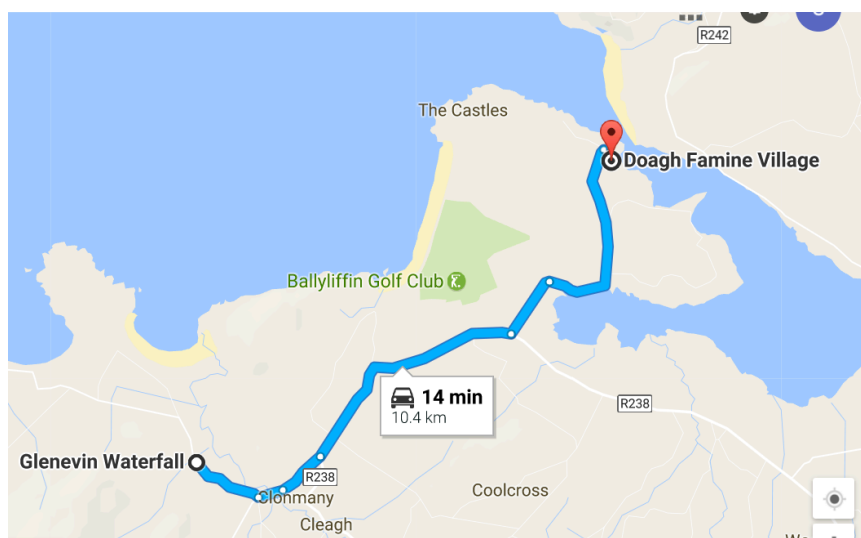 R242
The Castles
Doagh Famine Village
Ballyliffin Golf Club
14 min
10.4 km
R238
Glenevin Waterfall
R238
Clonmany
Coolcross
Cleagh